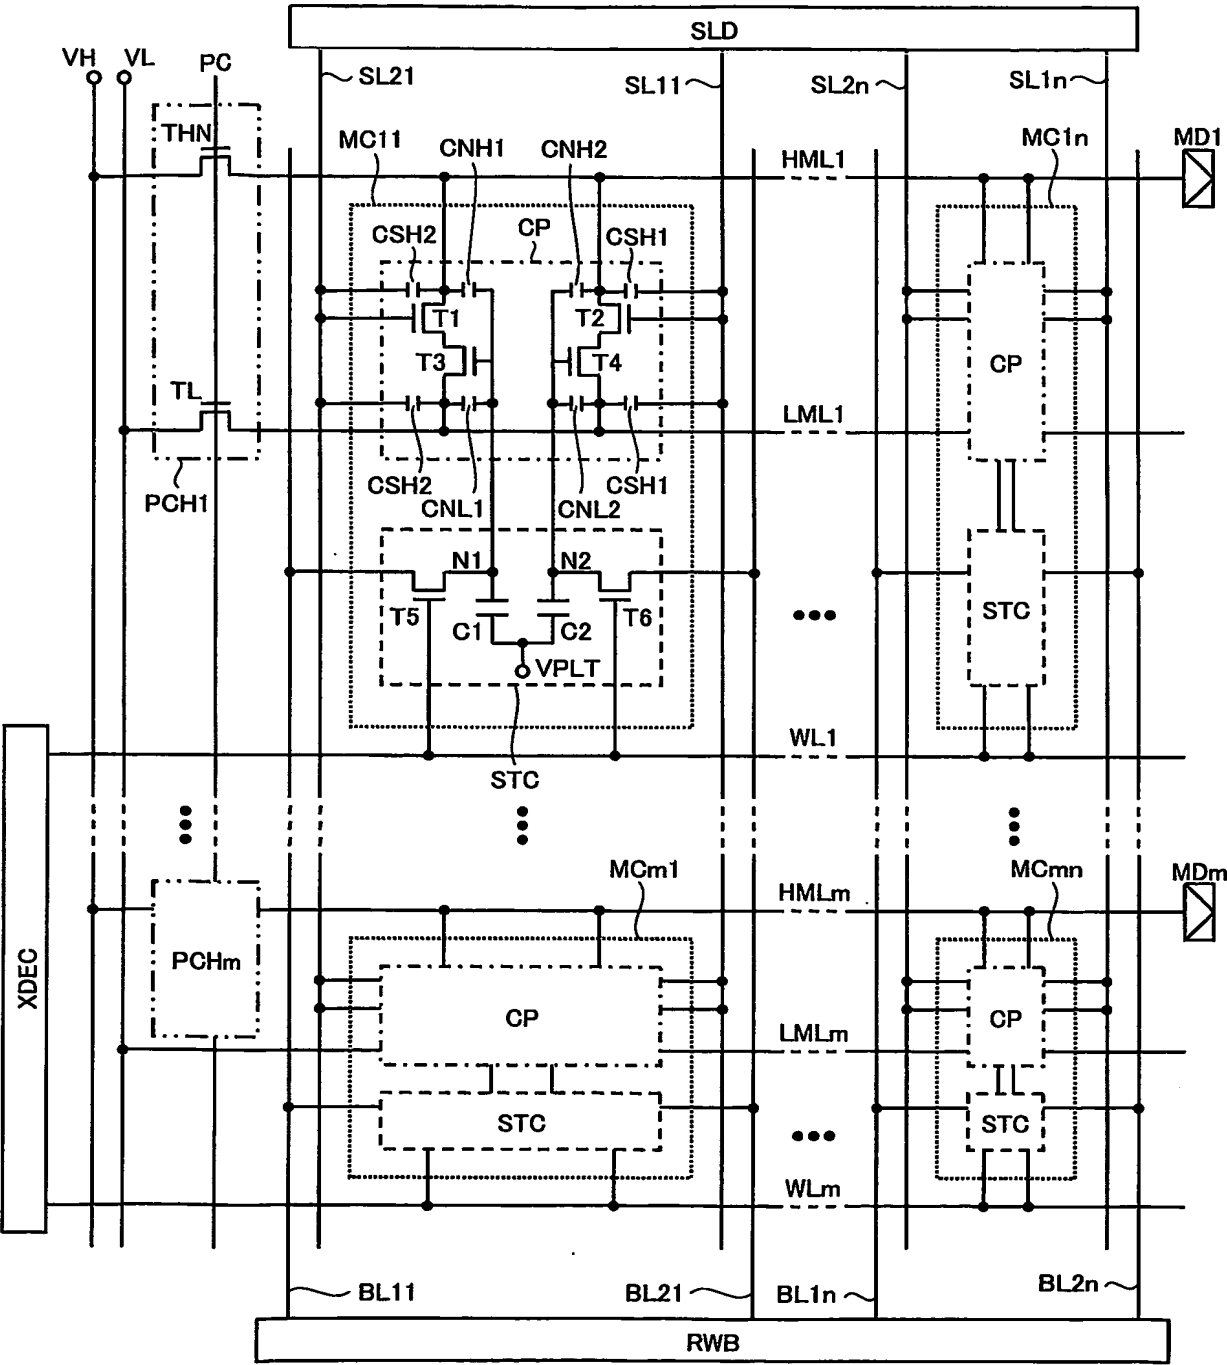 SLD
VH VL PC SL21 SL11 SL2n SL1n
THN MC11 CNH1 CNH2 HML1 MC1n MD1
CSH2 CP CSH1
T1 T2
T3 T4 CP
TL LML1
PCH1 CSH2 CNL1 CNL2 CSH1
N1 N2
T5 C1 C2 T6 STC
VPLT
WL1
STC
MCm1 HMLm MCmn MDm
XDEC
PCHm
CP CP
LMLm
STC STC
WLm
BL11 BL21 BL1n BL2n
RWB